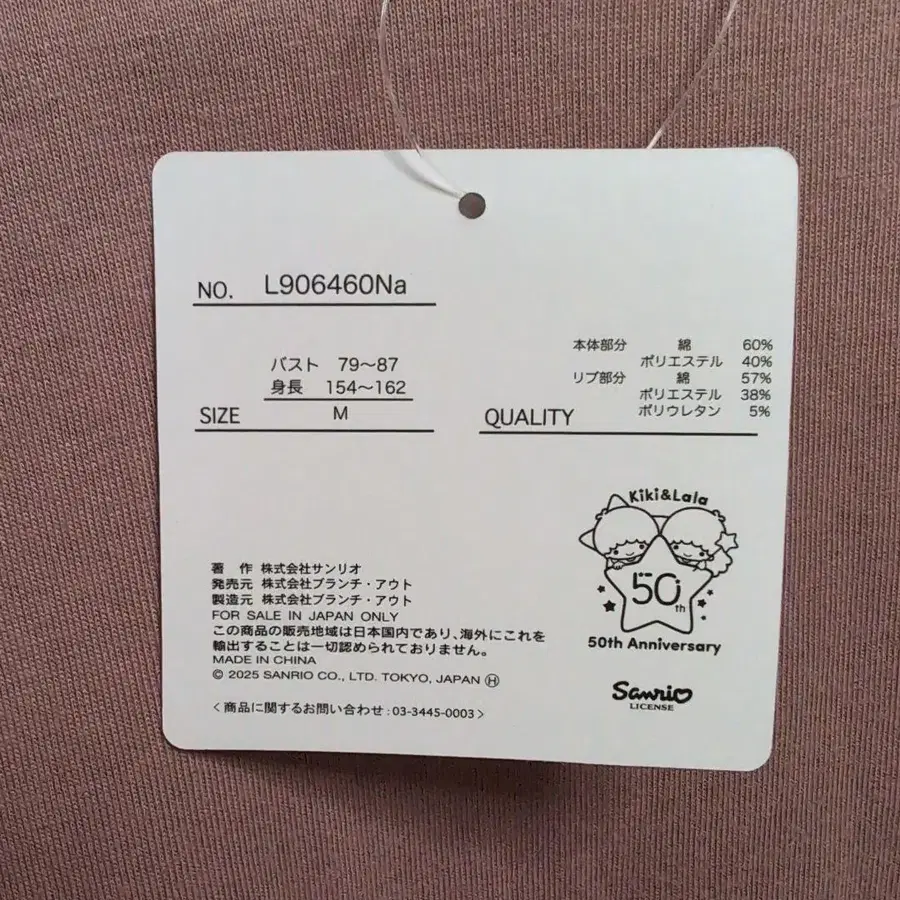 NO. L906460Na
バスト 79〜87
身長 154〜162
SIZE M
本体部分 綿 60%
ポリエステル 40%
リブ部分 綿 57%
ポリエステル 38%
ポリウレタン 5%
QUALITY
Kiki&Lala
50th
50th Anniversary
Sanrio
LICENSE
著 作 株式会社サンリオ
発売元 株式会社ブランチ・アウト
製造元 株式会社ブランチ・アウト
FOR SALE IN JAPAN ONLY
この商品の販売地域は日本国内であり、海外にこれを
輸出することは一切認められておりません。
MADE IN CHINA
© 2025 SANRIO CO., LTD. TOKYO, JAPAN Ⓗ
〈商品に関するお問い合わせ:03-3445-0003〉